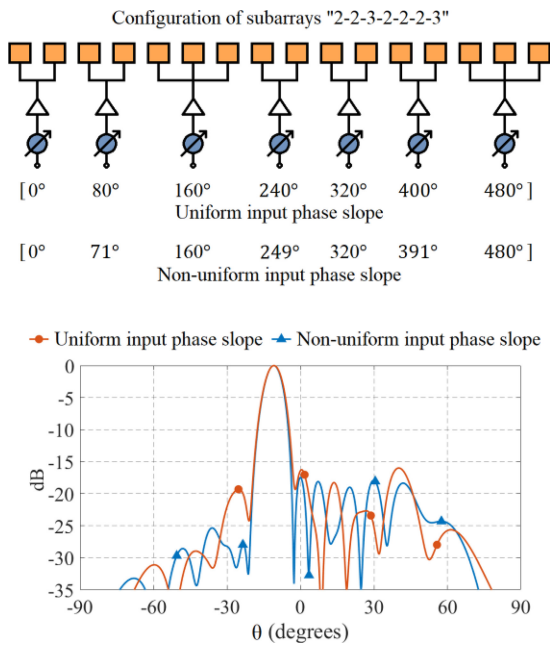 Configuration of subarrays "2-2-3-2-2-2-3"
[0° 80° 160° 240° 320° 400° 480°]
Uniform input phase slope
[0° 71° 160° 249° 320° 391° 480°]
Non-uniform input phase slope
Uniform input phase slope Non-uniform input phase slope
0
-5
-10
-15
-20
-25
-30
-35
dB
-90 -60 -30 0 30 60 90
θ (degrees)